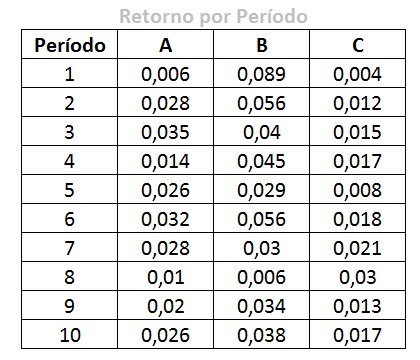 Retorno por Período
Período A B C
1 0,006 0,089 0,004
2 0,028 0,056 0,012
3 0,035 0,04 0,015
4 0,014 0,045 0,017
5 0,026 0,029 0,008
6 0,032 0,056 0,018
7 0,028 0,03 0,021
8 0,01 0,006 0,03
9 0,02 0,034 0,013
10 0,026 0,038 0,017